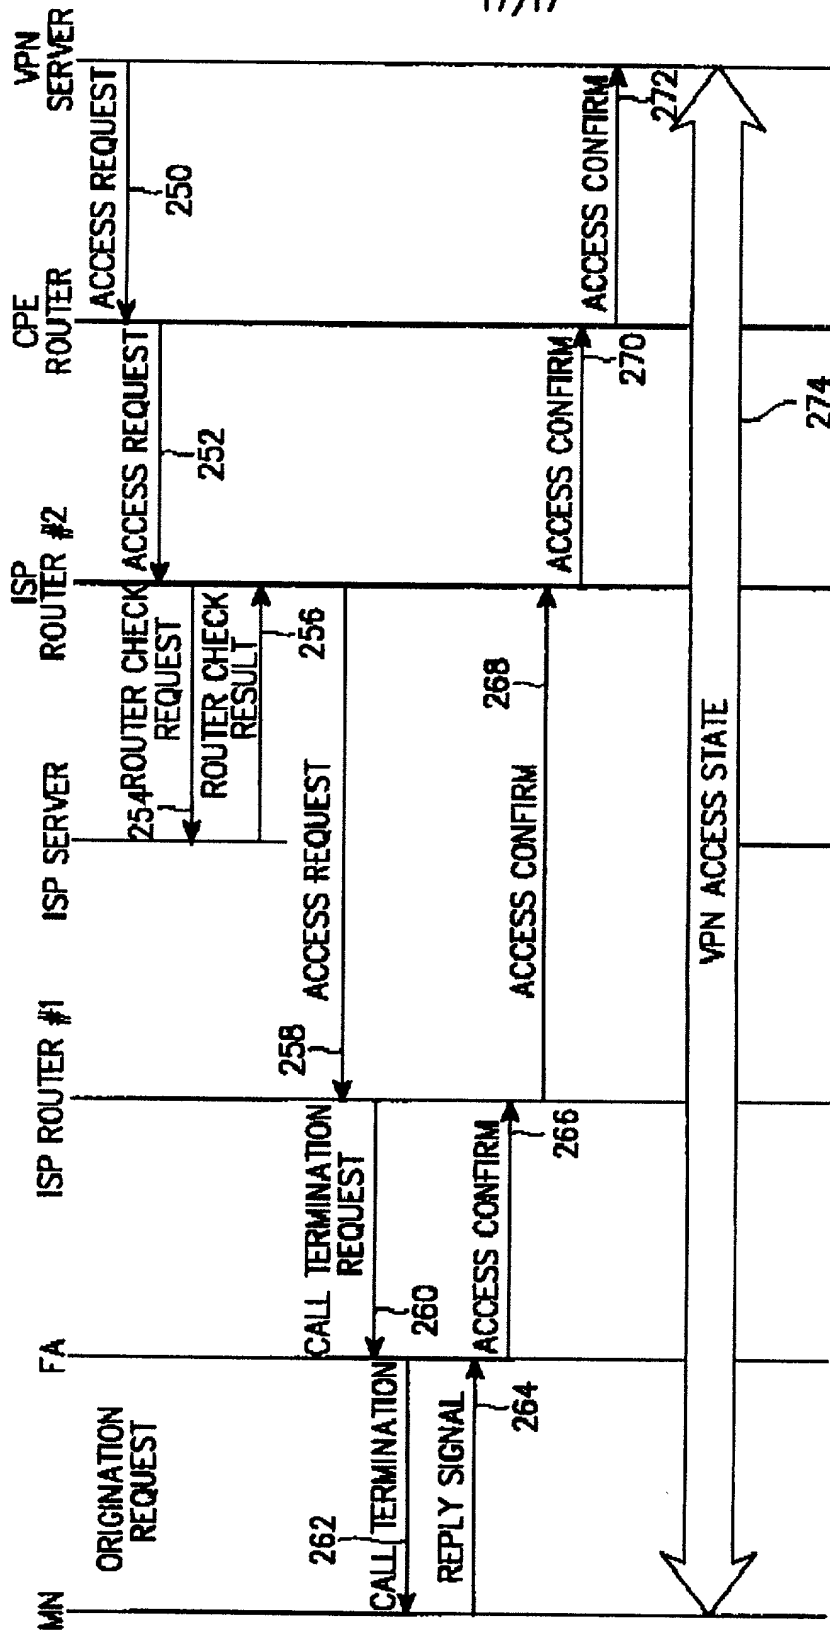 17/17
MN
FA
ISP ROUTER #1
ISP SERVER
ISP
ROUTER #2
CPE
ROUTER
VPN
SERVER
ORIGINATION
REQUEST
ACCESS REQUEST
250
ACCESS REQUEST
252
254
ROUTER CHECK
REQUEST
ROUTER CHECK
RESULT
256
ACCESS REQUEST
258
CALL TERMINATION
REQUEST
260
262
CALL TERMINATION
REPLY SIGNAL
264
ACCESS CONFIRM
266
ACCESS CONFIRM
268
ACCESS CONFIRM
270
ACCESS CONFIRM
272
VPN ACCESS STATE
274